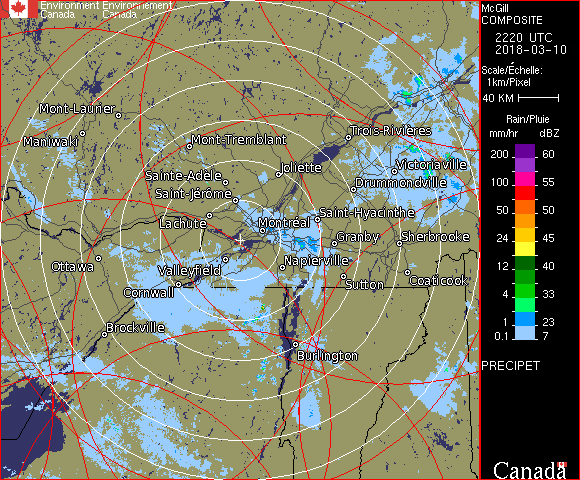 Environment Environnement
Canada Canada
McGill
COMPOSITE
2220 UTC
2018-03-10
Scale/Échelle:
1km/Pixel
40 KM
Rain/Pluie
mm/hr dBZ
200 60
100 55
50 50
24 45
12 40
4 33
1 23
0.1 7
PRECIPET
Canada
Mont-Laurier
Maniwaki
Mont-Tremblant
Trois-Rivières
Sainte-Adele
Joliette
Victoriaville
Saint-Jérôme
Drummondville
Lachute
Montréal
Saint-Hyacinthe
Granby
Sherbrooke
Ottawa
Valleyfield
Napierville
Cornwall
Sutton
Coaticook
Brockville
Burlington